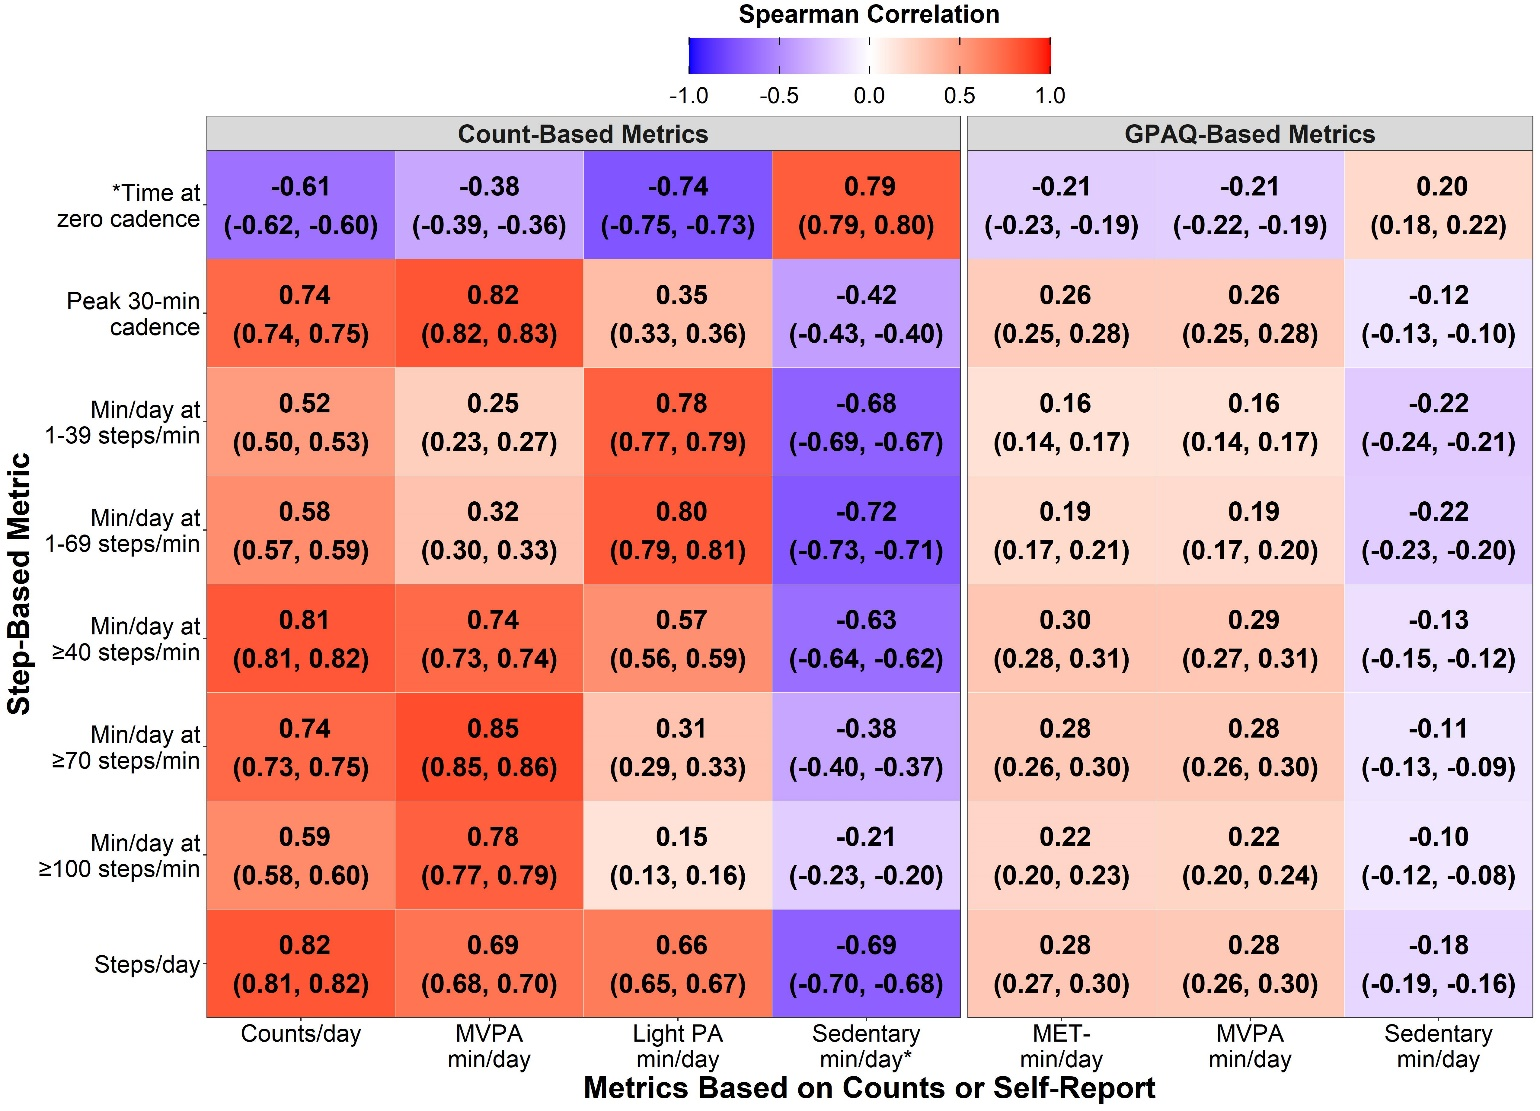 Spearman Correlation
-1.0 -0.5 0.0 0.5 1.0
Count-Based Metrics GPAQ-Based Metrics
*Time at
zero cadence
-0.61 -0.38 -0.74 0.79 -0.21 -0.21 0.20
(-0.62, -0.60) (-0.39, -0.36) (-0.75, -0.73) (0.79, 0.80) (-0.23, -0.19) (-0.22, -0.19) (0.18, 0.22)
Peak 30-min
cadence
0.74 0.82 0.35 -0.42 0.26 0.26 -0.12
(0.74, 0.75) (0.82, 0.83) (0.33, 0.36) (-0.43, -0.40) (0.25, 0.28) (0.25, 0.28) (-0.13, -0.10)
Min/day at
1-39 steps/min
0.52 0.25 0.78 -0.68 0.16 0.16 -0.22
(0.50, 0.53) (0.23, 0.27) (0.77, 0.79) (-0.69, -0.67) (0.14, 0.17) (0.14, 0.17) (-0.24, -0.21)
Min/day at
1-69 steps/min
0.58 0.32 0.80 -0.72 0.19 0.19 -0.22
(0.57, 0.59) (0.30, 0.33) (0.79, 0.81) (-0.73, -0.71) (0.17, 0.21) (0.17, 0.20) (-0.23, -0.20)
Min/day at
≥40 steps/min
0.81 0.74 0.57 -0.63 0.30 0.29 -0.13
(0.81, 0.82) (0.73, 0.74) (0.56, 0.59) (-0.64, -0.62) (0.28, 0.31) (0.27, 0.31) (-0.15, -0.12)
Min/day at
≥70 steps/min
0.74 0.85 0.31 -0.38 0.28 0.28 -0.11
(0.73, 0.75) (0.85, 0.86) (0.29, 0.33) (-0.40, -0.37) (0.26, 0.30) (0.26, 0.30) (-0.13, -0.09)
Min/day at
≥100 steps/min
0.59 0.78 0.15 -0.21 0.22 0.22 -0.10
(0.58, 0.60) (0.77, 0.79) (0.13, 0.16) (-0.23, -0.20) (0.20, 0.23) (0.20, 0.24) (-0.12, -0.08)
Steps/day
0.82 0.69 0.66 -0.69 0.28 0.28 -0.18
(0.81, 0.82) (0.68, 0.70) (0.65, 0.67) (-0.70, -0.68) (0.27, 0.30) (0.26, 0.30) (-0.19, -0.16)
Step-Based Metric
Counts/day MVPA Light PA Sedentary MET- MVPA Sedentary
min/day min/day min/day* min/day min/day min/day
Metrics Based on Counts or Self-Report